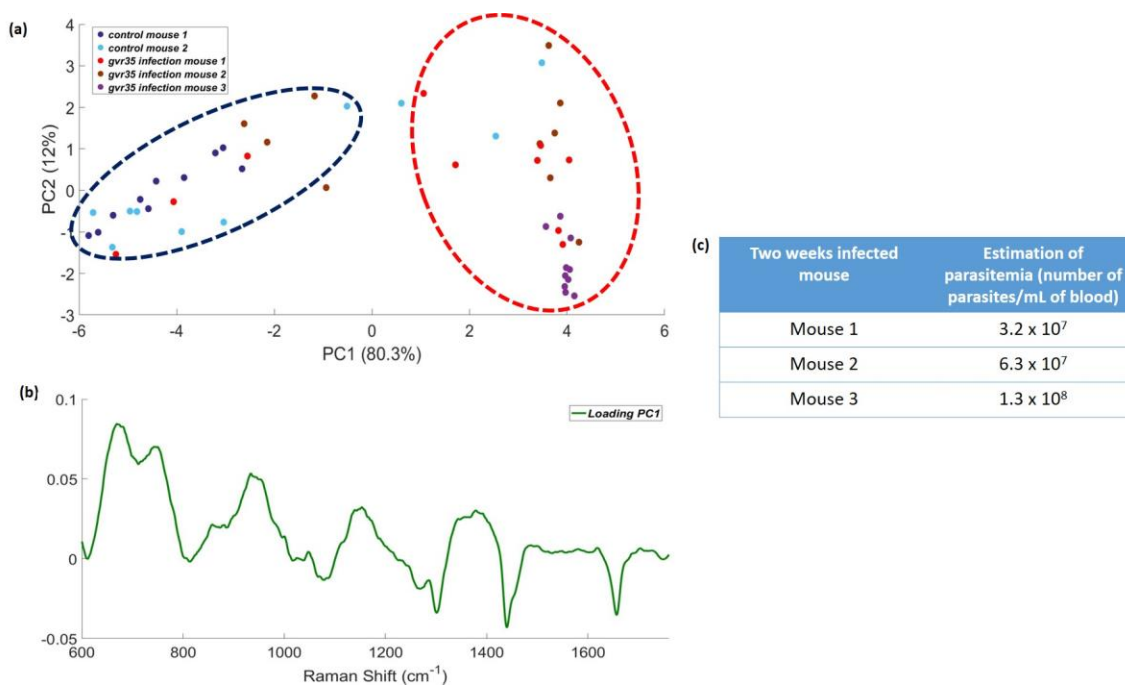 (a)
4
3
2
1
0
-1
-2
-3
PC2 (12%)
control mouse 1
control mouse 2
gvr35 infection mouse 1
gvr35 infection mouse 2
gvr35 infection mouse 3
-6
-4
-2
0
2
4
6
PC1 (80.3%)
(b)
0.1
0.05
0
-0.05
Loading PC1
600
800
1000
1200
1400
1600
Raman Shift (cm⁻¹)
(c)
Two weeks infected mouse
Estimation of parasitemia (number of parasites/mL of blood)
Mouse 1 3.2 x 10⁷
Mouse 2 6.3 x 10⁷
Mouse 3 1.3 x 10⁸